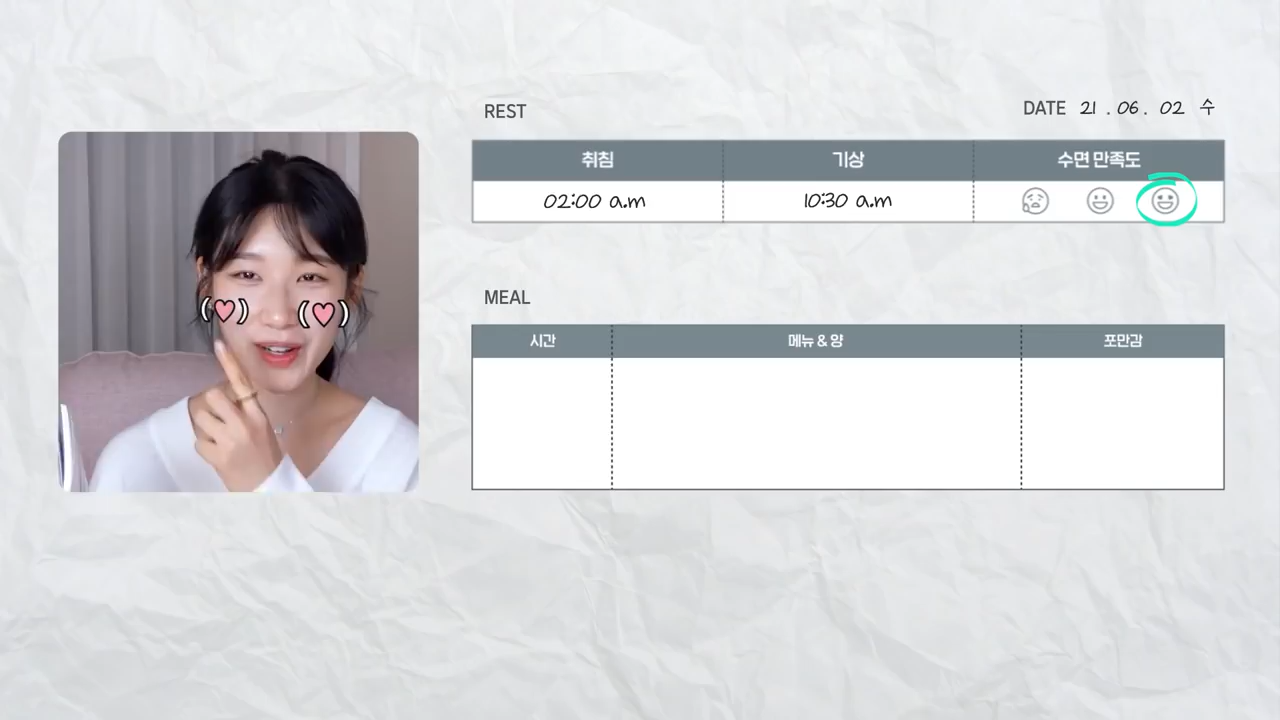 REST
DATE 21 . 06 . 02 수
취침 기상 수면 만족도
02:00 a.m 10:30 a.m
MEAL
시간 메뉴 & 양 포만감